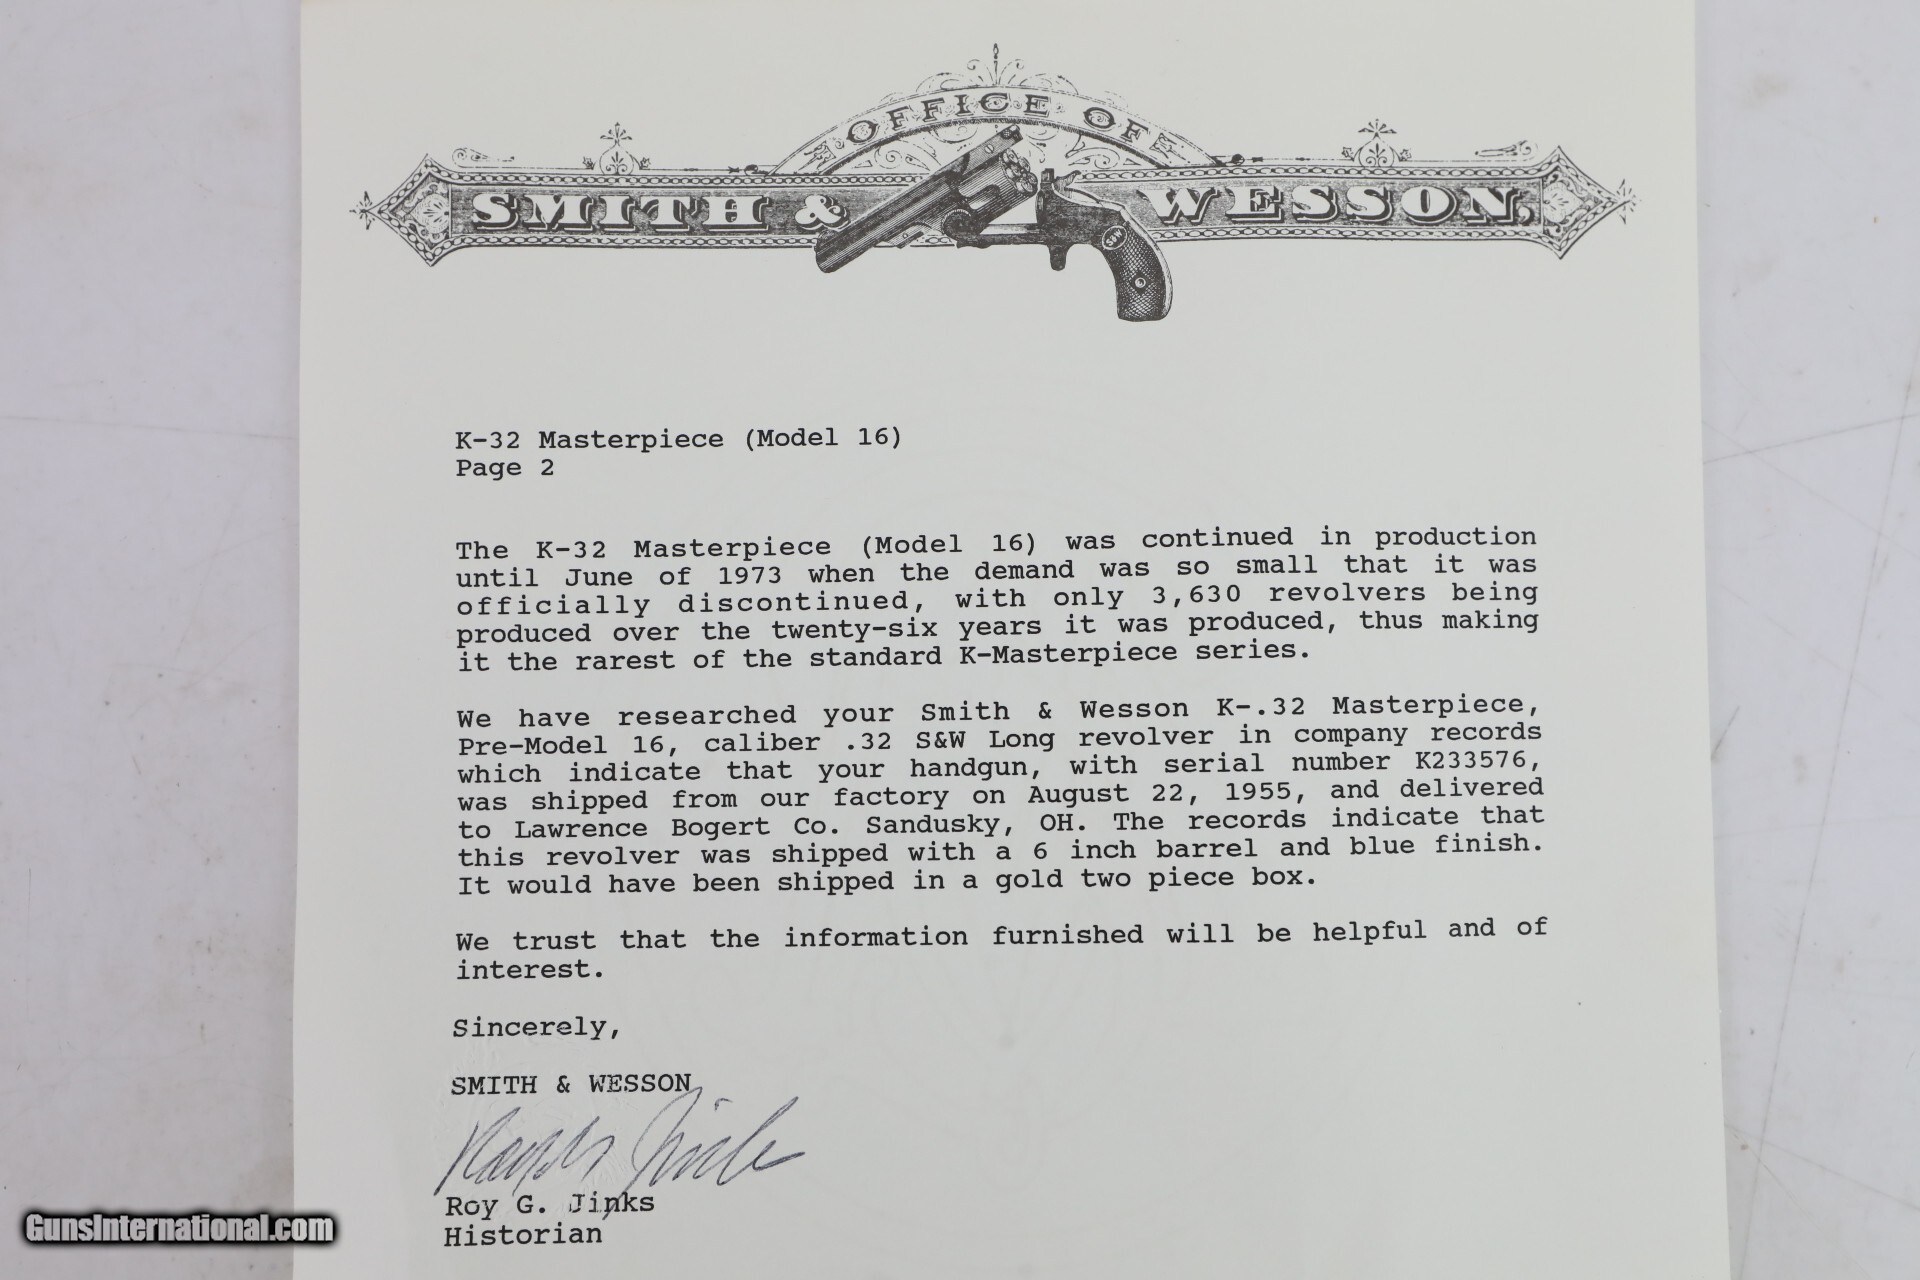 OFFICE OF
SMITH & WESSON,
S&W
K-32 Masterpiece (Model 16)
Page 2
The K-32 Masterpiece (Model 16) was continued in production
until June of 1973 when the demand was so small that it was
officially discontinued, with only 3,630 revolvers being
produced over the twenty-six years it was produced, thus making
it the rarest of the standard K-Masterpiece series.
We have researched your Smith & Wesson K-.32 Masterpiece,
Pre-Model 16, caliber .32 S&W Long revolver in company records
which indicate that your handgun, with serial number K233576,
was shipped from our factory on August 22, 1955, and delivered
to Lawrence Bogert Co. Sandusky, OH. The records indicate that
this revolver was shipped with a 6 inch barrel and blue finish.
It would have been shipped in a gold two piece box.
We trust that the information furnished will be helpful and of
interest.
Sincerely,
SMITH & WESSON
Roy G. Jinks
Roy G. Jinks
Historian
GunsInternational.com